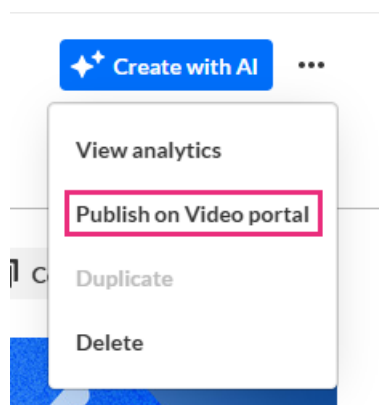 Create with AI
View analytics
Publish on Video portal
Duplicate
Delete